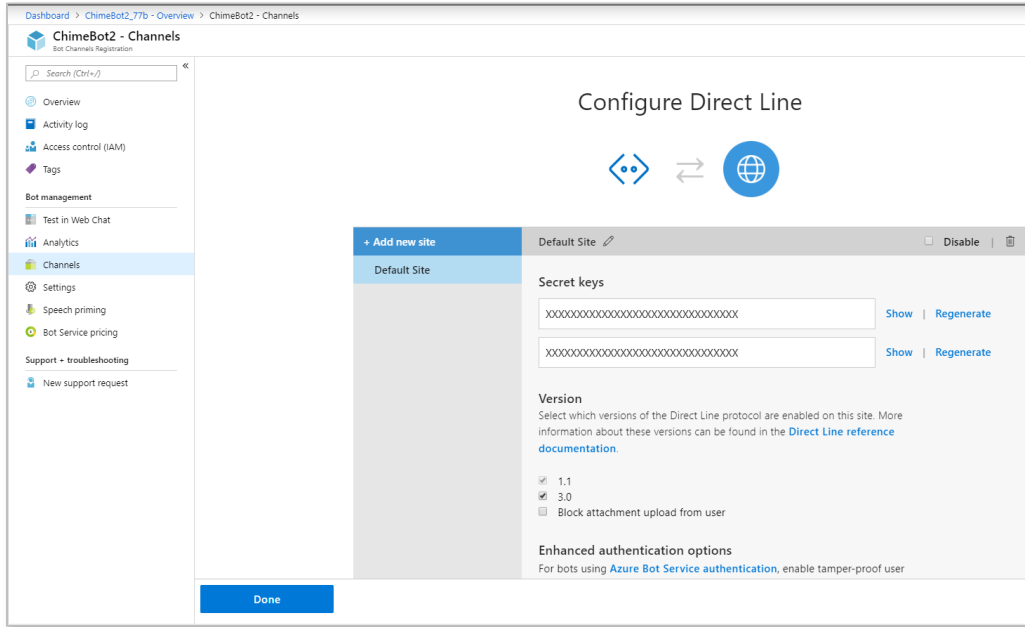 Dashboard > ChimeBot2_77b - Overview > ChimeBot2 - Channels
ChimeBot2 - Channels
Bot Channels Registration
Search (Ctrl+/)
«
Overview
Activity log
Access control (IAM)
Tags
Bot management
Test in Web Chat
Analytics
Channels
Settings
Speech priming
Bot Service pricing
Support + troubleshooting
New support request
Configure Direct Line
+ Add new site
Default Site
Default Site
Disable |
Secret keys
XXXXXXXXXXXXXXXXXXXXXXXXXXXXXXX Show | Regenerate
XXXXXXXXXXXXXXXXXXXXXXXXXXXXXXX Show | Regenerate
Version
Select which versions of the Direct Line protocol are enabled on this site. More
information about these versions can be found in the Direct Line reference
documentation.
1.1
3.0
Block attachment upload from user
Enhanced authentication options
For bots using Azure Bot Service authentication, enable tamper-proof user
Done